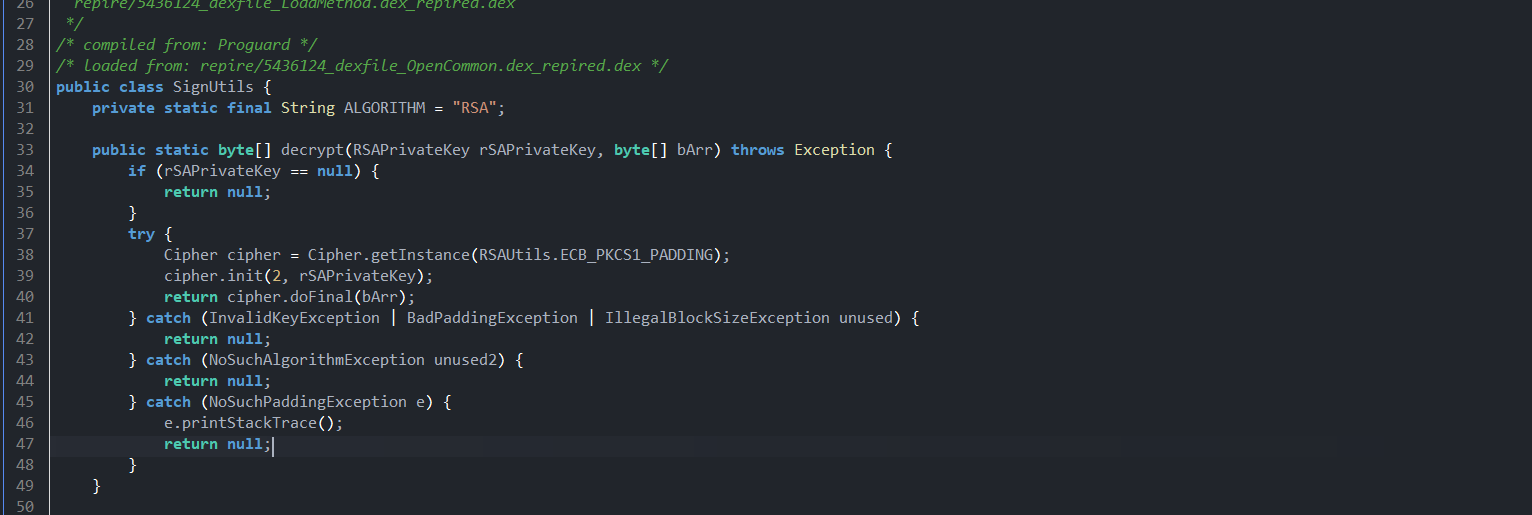 26 repire/5436124_dexfile_LoadMethod.dex_repired.dex
27 */
28 /* compiled from: Proguard */
29 /* loaded from: repire/5436124_dexfile_OpenCommon.dex_repired.dex */
30 public class SignUtils {
31 private static final String ALGORITHM = "RSA";
32
33 public static byte[] decrypt(RSAPrivateKey rSAPrivateKey, byte[] bArr) throws Exception {
34 if (rSAPrivateKey == null) {
35 return null;
36 }
37 try {
38 Cipher cipher = Cipher.getInstance(RSAUtils.ECB_PKCS1_PADDING);
39 cipher.init(2, rSAPrivateKey);
40 return cipher.doFinal(bArr);
41 } catch (InvalidKeyException | BadPaddingException | IllegalBlockSizeException unused) {
42 return null;
43 } catch (NoSuchAlgorithmException unused2) {
44 return null;
45 } catch (NoSuchPaddingException e) {
46 e.printStackTrace();
47 return null;
48 }
49 }
50